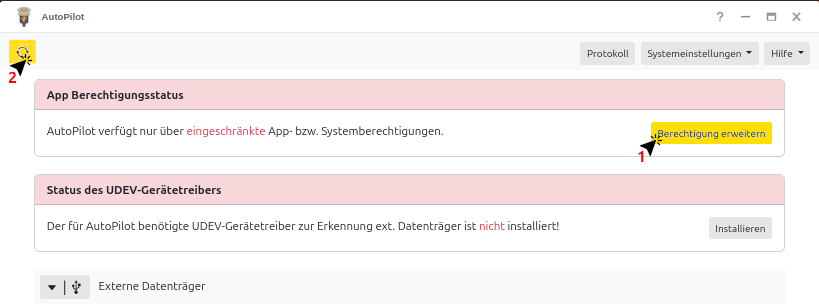 AutoPilot
?
Protokoll Systemeinstellungen Hilfe
2
App Berechtigungsstatus
AutoPilot verfügt nur über eingeschränkte App- bzw. Systemberechtigungen.
Berechtigung erweitern
1
Status des UDEV-Gerätetreibers
Der für AutoPilot benötigte UDEV-Gerätetreiber zur Erkennung ext. Datenträger ist nicht installiert!
Installieren
Externe Datenträger